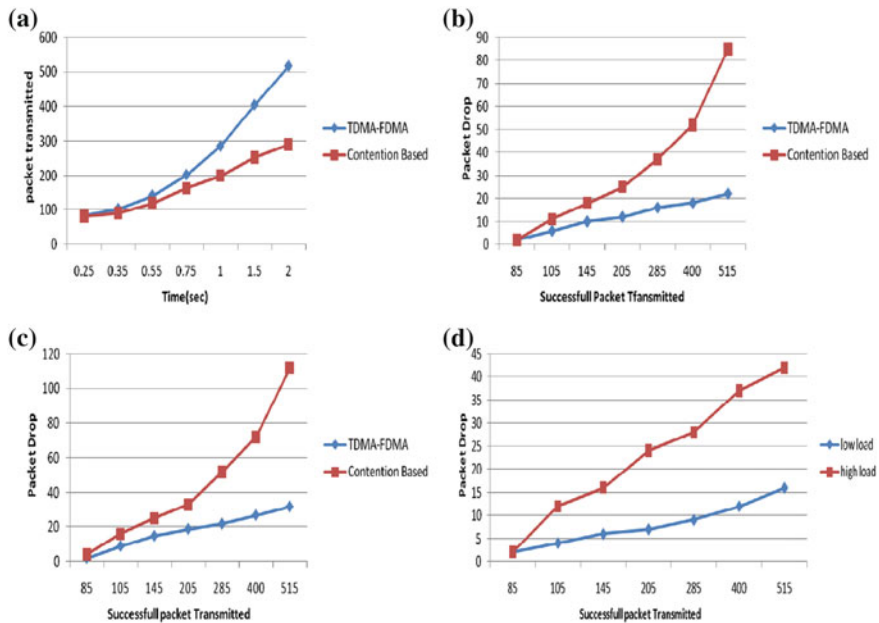 (a)
600
500
400
300
200
100
0
packet transmitted
0.25 0.35 0.55 0.75 1 1.5 2
Time(sec)
TDMA-FDMA
Contention Based
(b)
90
80
70
60
50
40
30
20
10
0
Packet Drop
85 105 145 205 285 400 515
Successfull Packet Tfansmitted
TDMA-FDMA
Contention Based
(c)
120
100
80
60
40
20
0
Packet Drop
85 105 145 205 285 400 515
Successfull packet Transmitted
TDMA-FDMA
Contention Based
(d)
45
40
35
30
25
20
15
10
5
0
Packet Drop
85 105 145 205 285 400 515
Successfull packet Transmitted
low load
high load